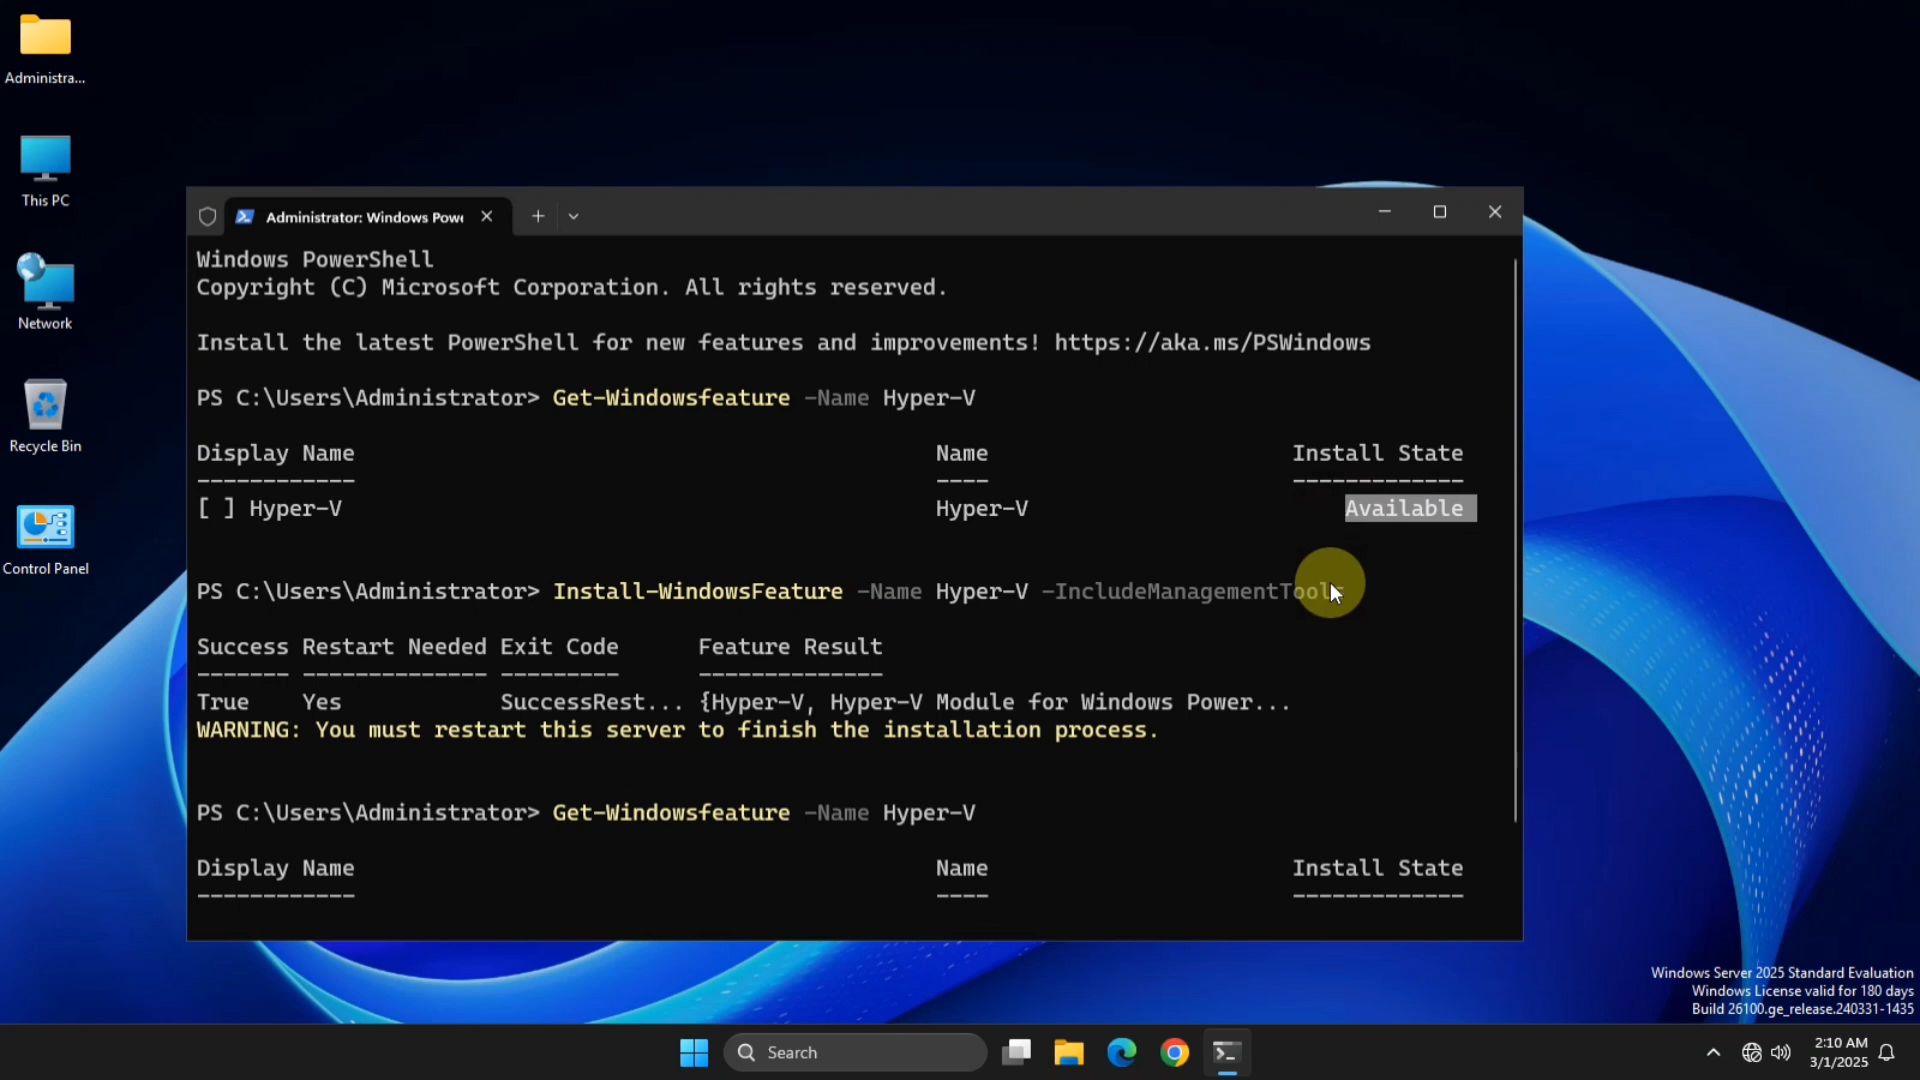 Administra...
This PC
Network
Recycle Bin
Control Panel
Administrator: Windows Powe
Windows PowerShell
Copyright (C) Microsoft Corporation. All rights reserved.
Install the latest PowerShell for new features and improvements! https://aka.ms/PSWindows
PS C:\Users\Administrator> Get-Windowsfeature -Name Hyper-V
Display Name Name Install State
------------ ---- -------------
[ ] Hyper-V Hyper-V Available
PS C:\Users\Administrator> Install-WindowsFeature -Name Hyper-V -IncludeManagementTools
Success Restart Needed Exit Code Feature Result
------- -------------- --------- --------------
True Yes SuccessRest... {Hyper-V, Hyper-V Module for Windows Power...
WARNING: You must restart this server to finish the installation process.
PS C:\Users\Administrator> Get-Windowsfeature -Name Hyper-V
Display Name Name Install State
------------ ---- -------------
Windows Server 2025 Standard Evaluation
Windows License valid for 180 days
Build 26100.ge_release.240331-1435
Search
2:10 AM
3/1/2025